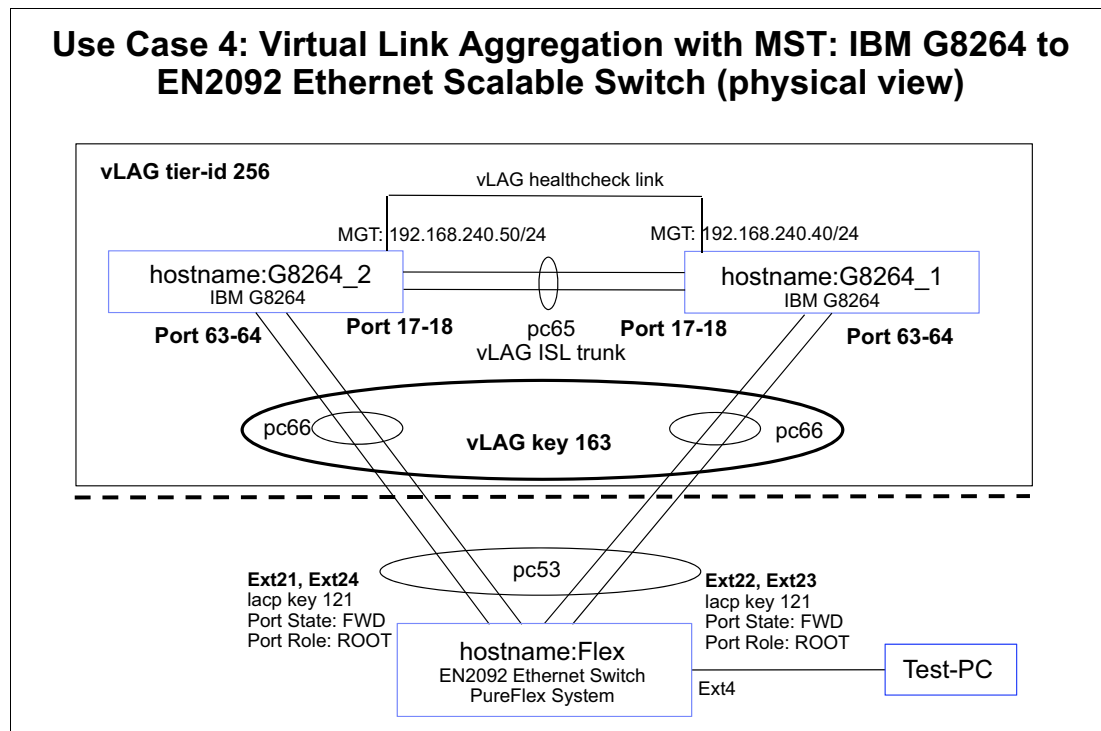 Use Case 4: Virtual Link Aggregation with MST: IBM G8264 to
EN2092 Ethernet Scalable Switch (physical view)
vLAG tier-id 256
vLAG healthcheck link
MGT: 192.168.240.50/24
MGT: 192.168.240.40/24
hostname:G8264_2
IBM G8264
hostname:G8264_1
IBM G8264
Port 63-64
Port 17-18
pc65
vLAG ISL trunk
Port 17-18
Port 63-64
pc66
vLAG key 163
pc66
pc53
Ext21, Ext24
lacp key 121
Port State: FWD
Port Role: ROOT
Ext22, Ext23
lacp key 121
Port State: FWD
Port Role: ROOT
hostname:Flex
EN2092 Ethernet Switch
PureFlex System
Ext4
Test-PC